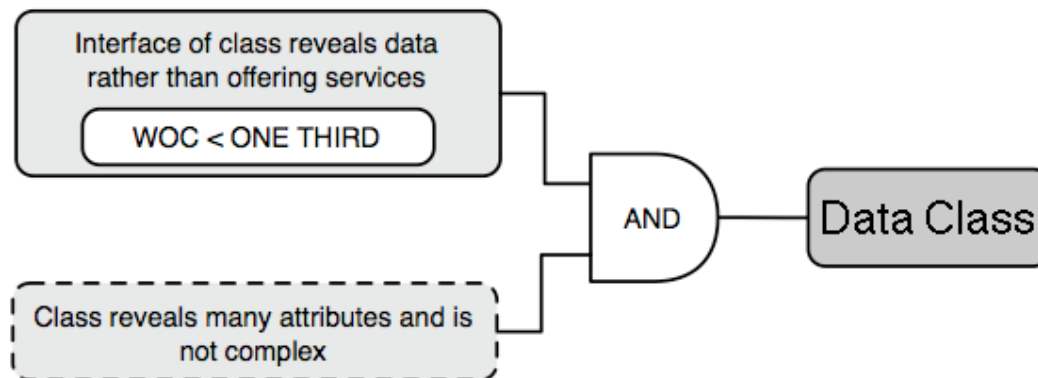 Interface of class reveals data
rather than offering services
WOC < ONE THIRD
AND
Data Class
Class reveals many attributes and is
not complex